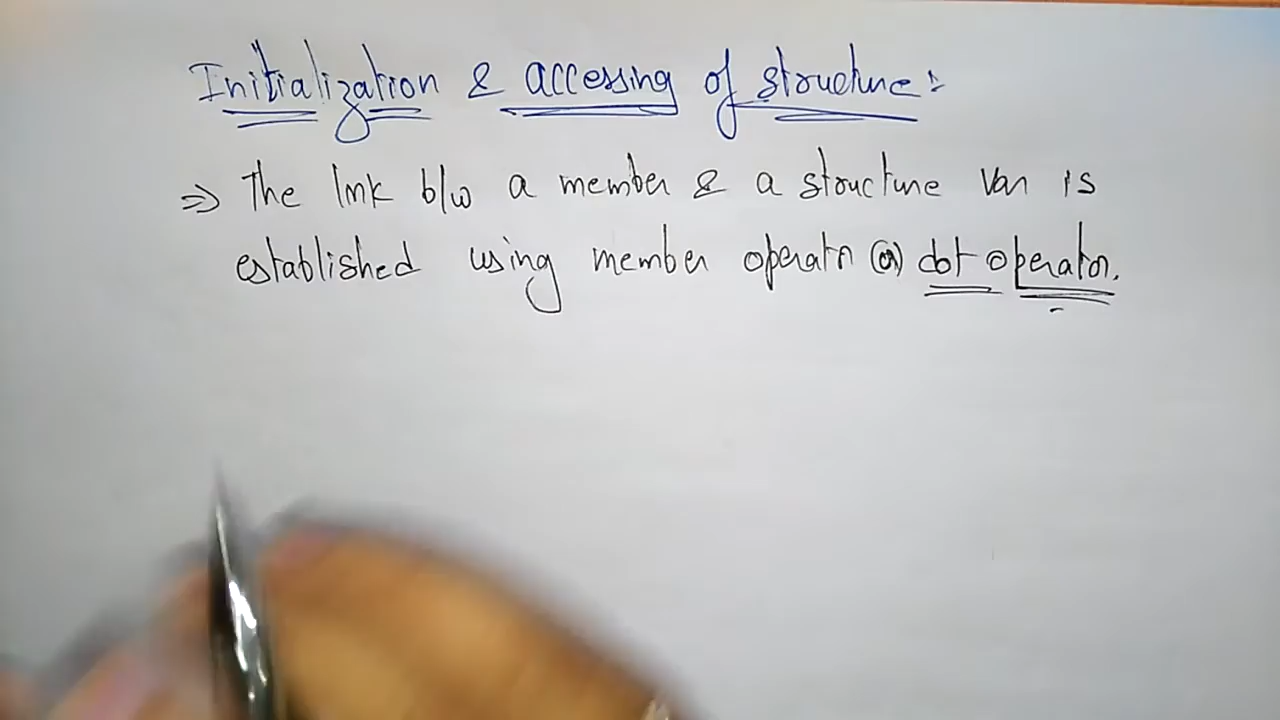 Initialization & accessing of structure:
⇒ The link b/w a member & a structure var is
established using member operator (or) dot operator.